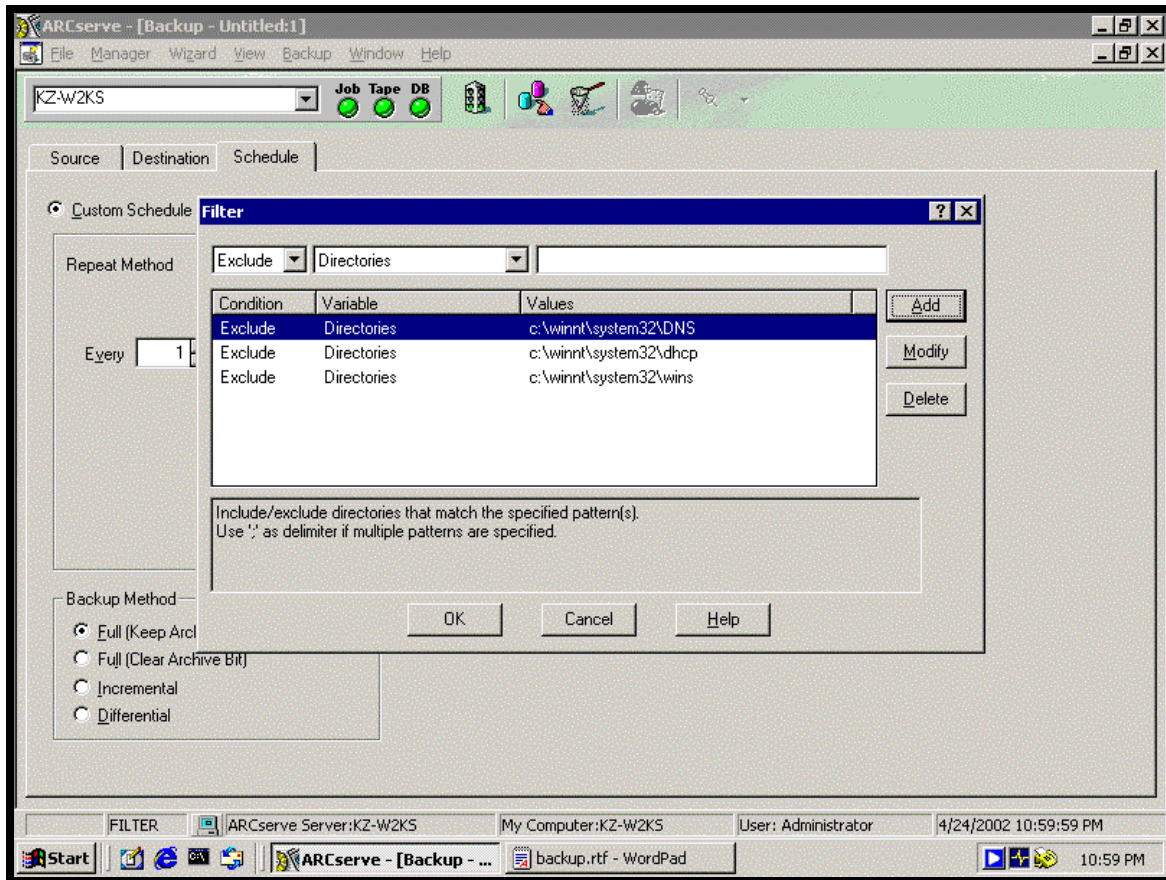 ARCserve - [Backup - Untitled:1]
File Manager Wizard View Backup Window Help
KZ-W2KS
Job Tape DB
Source Destination Schedule
Custom Schedule
Filter
Repeat Method
Exclude Directories
Condition Variable Values
Add
Exclude Directories c:\winnt\system32\DNS
Every 1
Exclude Directories c:\winnt\system32\dhcp
Modify
Exclude Directories c:\winnt\system32\wins
Delete
Include/exclude directories that match the specified pattern(s).
Use ';' as delimiter if multiple patterns are specified.
Backup Method
OK Cancel Help
Full (Keep Arcl
Full (Clear Archive Bit)
Incremental
Differential
FILTER ARCserve Server:KZ-W2KS My Computer:KZ-W2KS User: Administrator 4/24/2002 10:59:59 PM
Start ARCserve - [Backup - ... backup.rtf - WordPad 10:59 PM